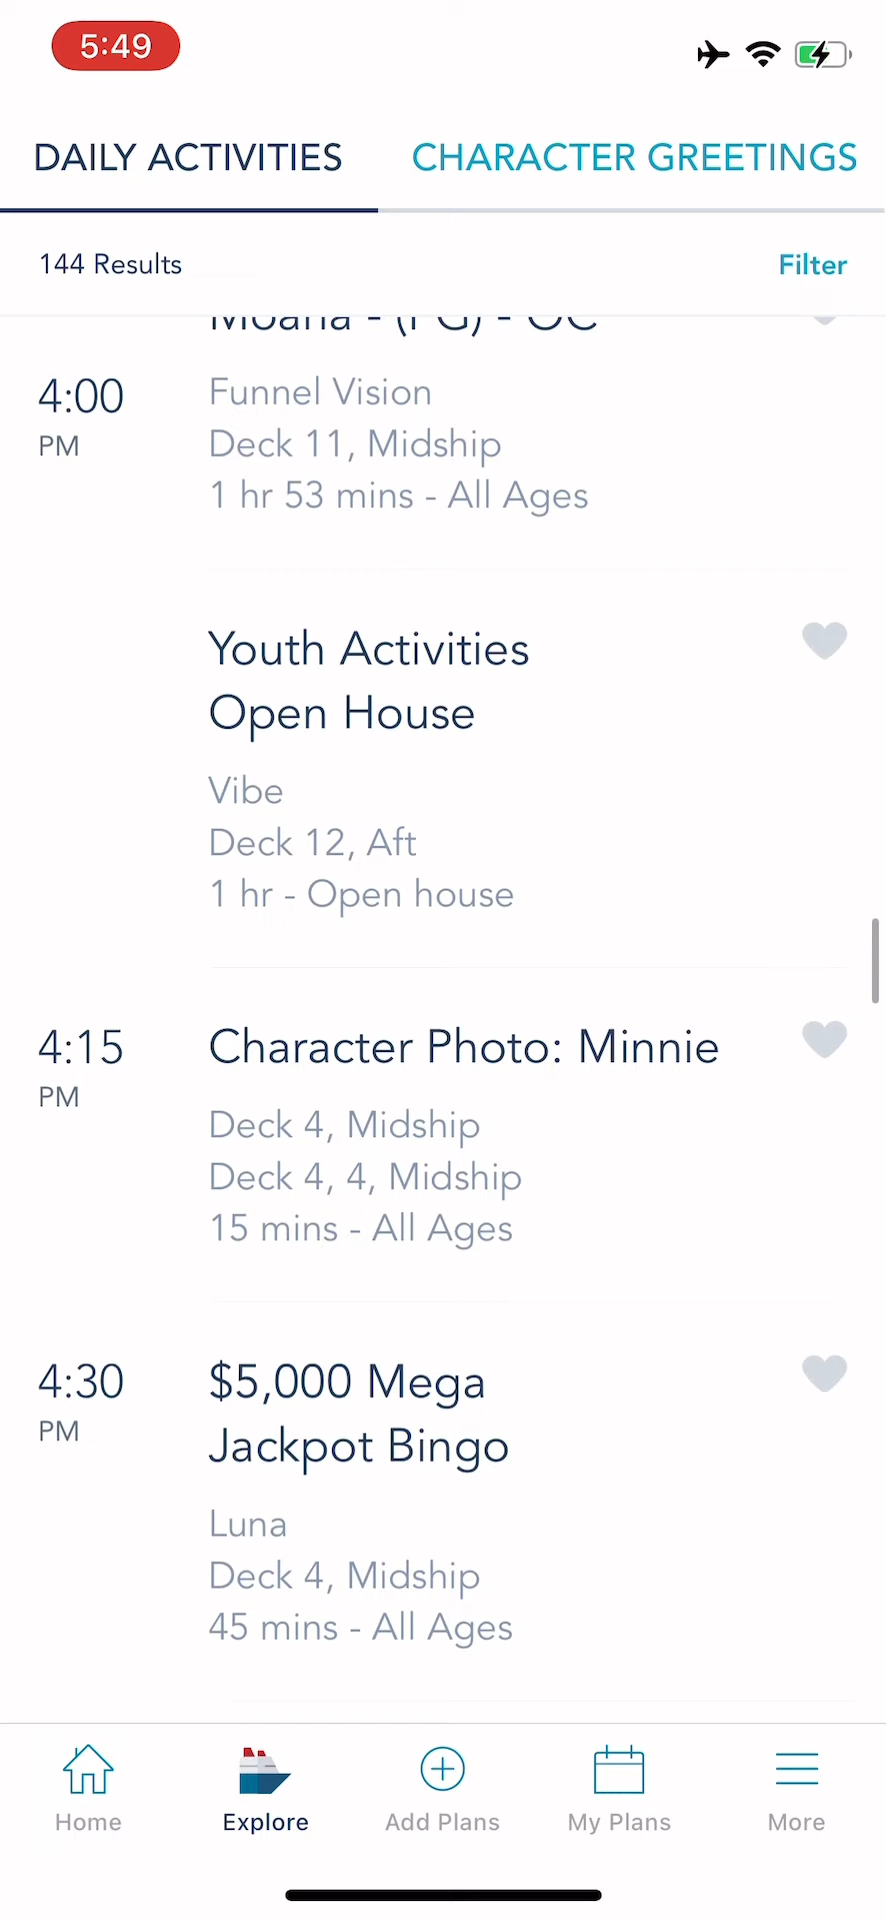 5:49
DAILY ACTIVITIES
CHARACTER GREETINGS
144 Results
Filter
Moana - (PG) - OC
4:00
PM
Funnel Vision
Deck 11, Midship
1 hr 53 mins - All Ages
Youth Activities
Open House
Vibe
Deck 12, Aft
1 hr - Open house
4:15
PM
Character Photo: Minnie
Deck 4, Midship
Deck 4, 4, Midship
15 mins - All Ages
4:30
PM
$5,000 Mega
Jackpot Bingo
Luna
Deck 4, Midship
45 mins - All Ages
Home
Explore
Add Plans
My Plans
More